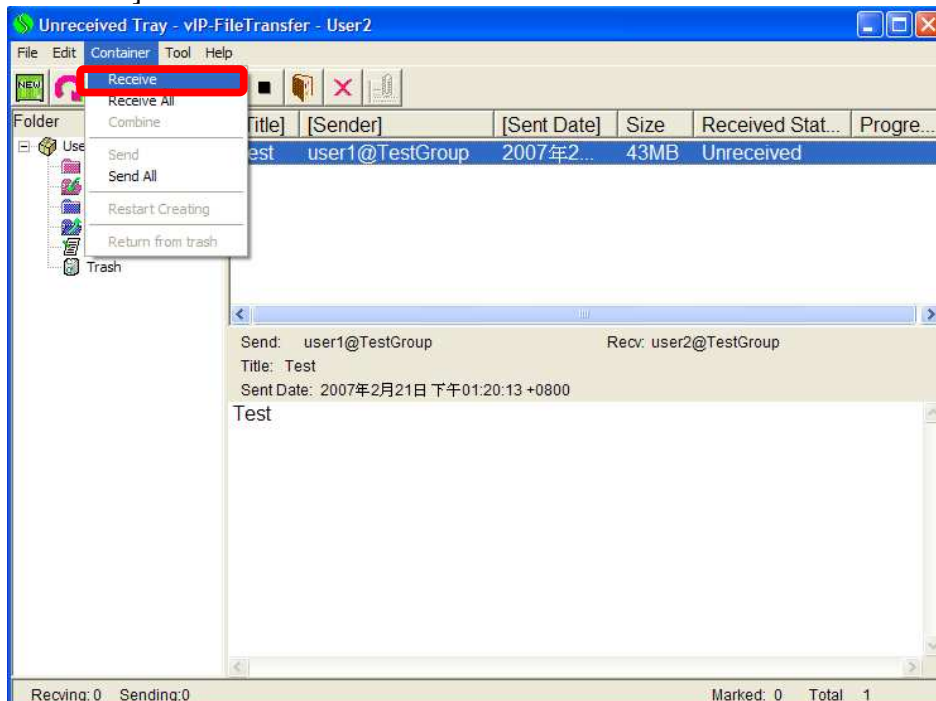 ]
Unreceived Tray - vIP-FileTransfer - User2
File Edit Container Tool Help
NEW
Receive
Receive All
Combine
Send
Send All
Restart Creating
Return from trash
Folder
Use
Trash
Title] [Sender] [Sent Date] Size Received Stat... Progre...
est user1@TestGroup 2007年2... 43MB Unreceived
Send: user1@TestGroup Recv: user2@TestGroup
Title: Test
Sent Date: 2007年2月21日 下午01:20:13 +0800
Test
Recving: 0 Sending:0 Marked: 0 Total 1